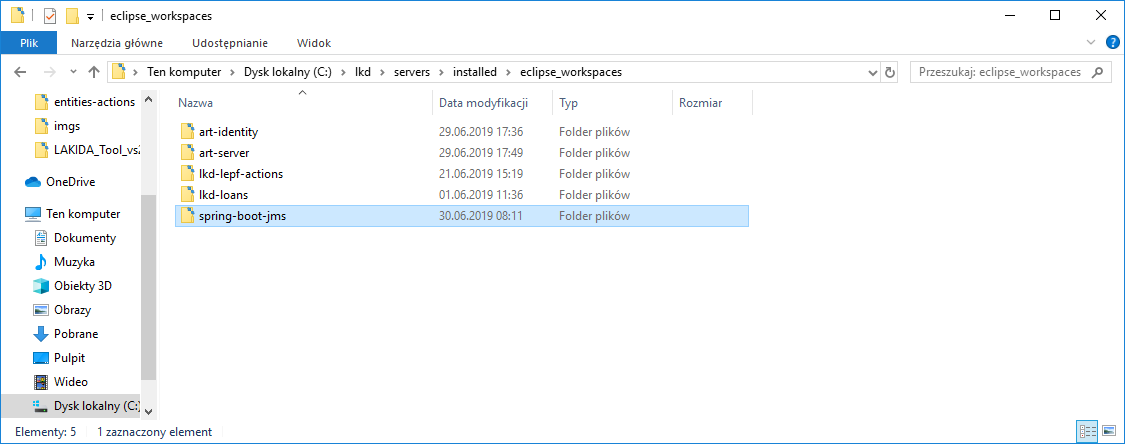 eclipse_workspaces
Plik Narzędzia główne Udostępnianie Widok
Ten komputer Dysk lokalny (C:) lkd servers installed eclipse_workspaces Przeszukaj: eclipse_workspaces
entities-actions
imgs
LAKIDA_Tool_vs2
OneDrive
Ten komputer
Dokumenty
Muzyka
Obiekty 3D
Obrazy
Pobrane
Pulpit
Wideo
Dysk lokalny (C:)
Nazwa Data modyfikacji Typ Rozmiar
art-identity 29.06.2019 17:36 Folder plików
art-server 29.06.2019 17:49 Folder plików
lkd-lepf-actions 21.06.2019 15:19 Folder plików
lkd-loans 01.06.2019 11:36 Folder plików
spring-boot-jms 30.06.2019 08:11 Folder plików
Elementy: 5 1 zaznaczony element